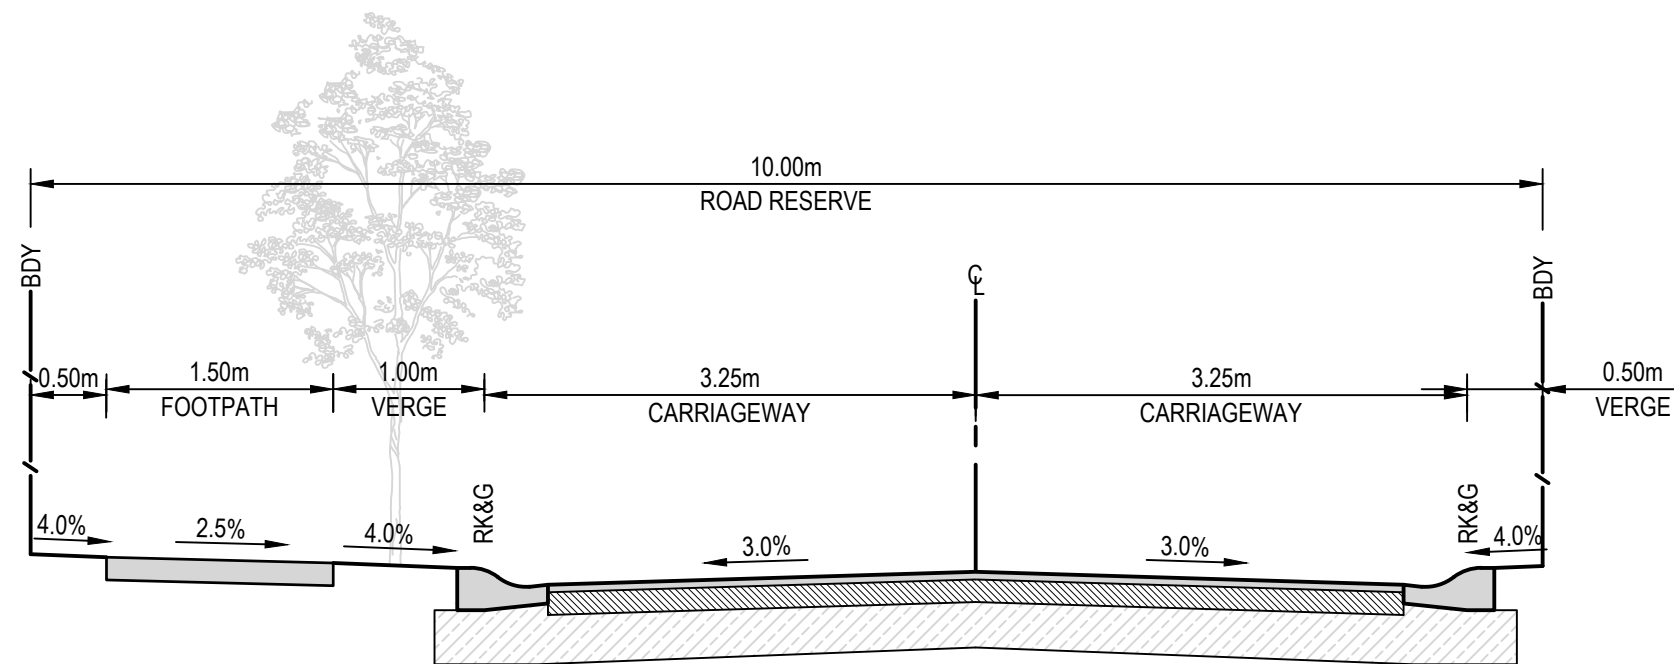 10.00m
ROAD RESERVE
BDY
CL
BDY
0.50m
1.50m
FOOTPATH
1.00m
VERGE
3.25m
CARRIAGEWAY
3.25m
CARRIAGEWAY
0.50m
VERGE
RK&G
RK&G
4.0%
2.5%
4.0%
3.0%
3.0%
4.0%